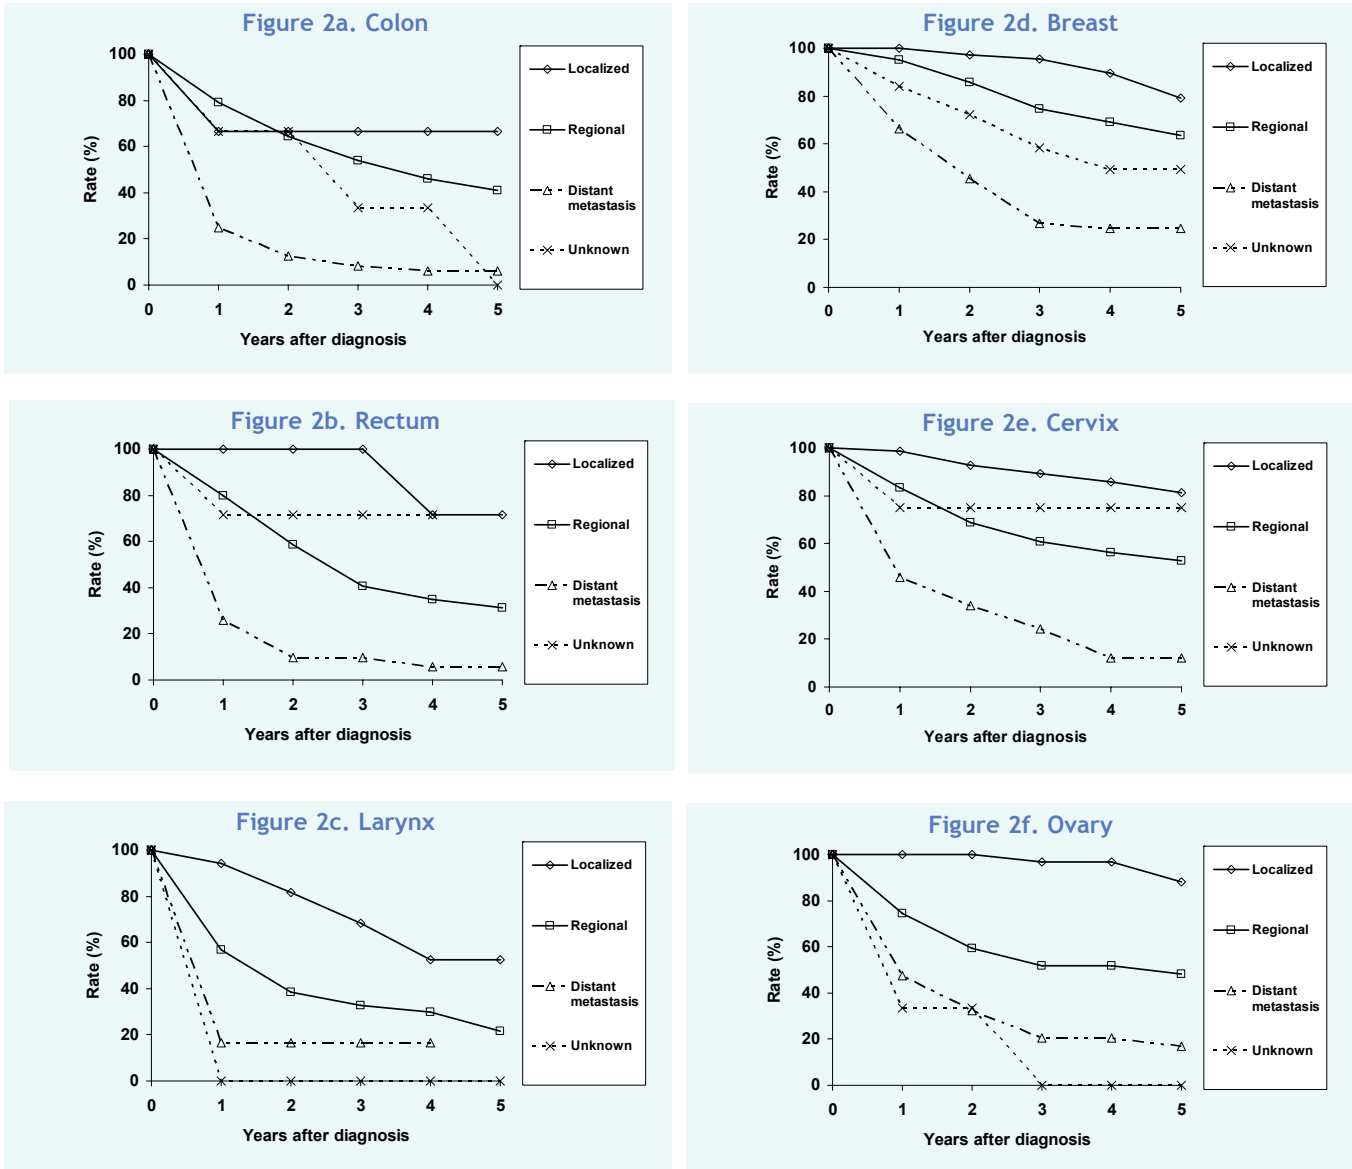 Figure 2a. Colon
100
80
60
40
20
0
Rate (%)
0 1 2 3 4 5
Years after diagnosis
Localized
Regional
Distant
metastasis
Unknown
Figure 2d. Breast
100
80
60
40
20
0
Rate (%)
0 1 2 3 4 5
Years after diagnosis
Localized
Regional
Distant
metastasis
Unknown
Figure 2b. Rectum
100
80
60
40
20
0
Rate (%)
0 1 2 3 4 5
Years after diagnosis
Localized
Regional
Distant
metastasis
Unknown
Figure 2e. Cervix
100
80
60
40
20
0
Rate (%)
0 1 2 3 4 5
Years after diagnosis
Localized
Regional
Distant
metastasis
Unknown
Figure 2c. Larynx
100
80
60
40
20
0
Rate (%)
0 1 2 3 4 5
Years after diagnosis
Localized
Regional
Distant
metastasis
Unknown
Figure 2f. Ovary
100
80
60
40
20
0
Rate (%)
0 1 2 3 4 5
Years after diagnosis
Localized
Regional
Distant
metastasis
Unknown